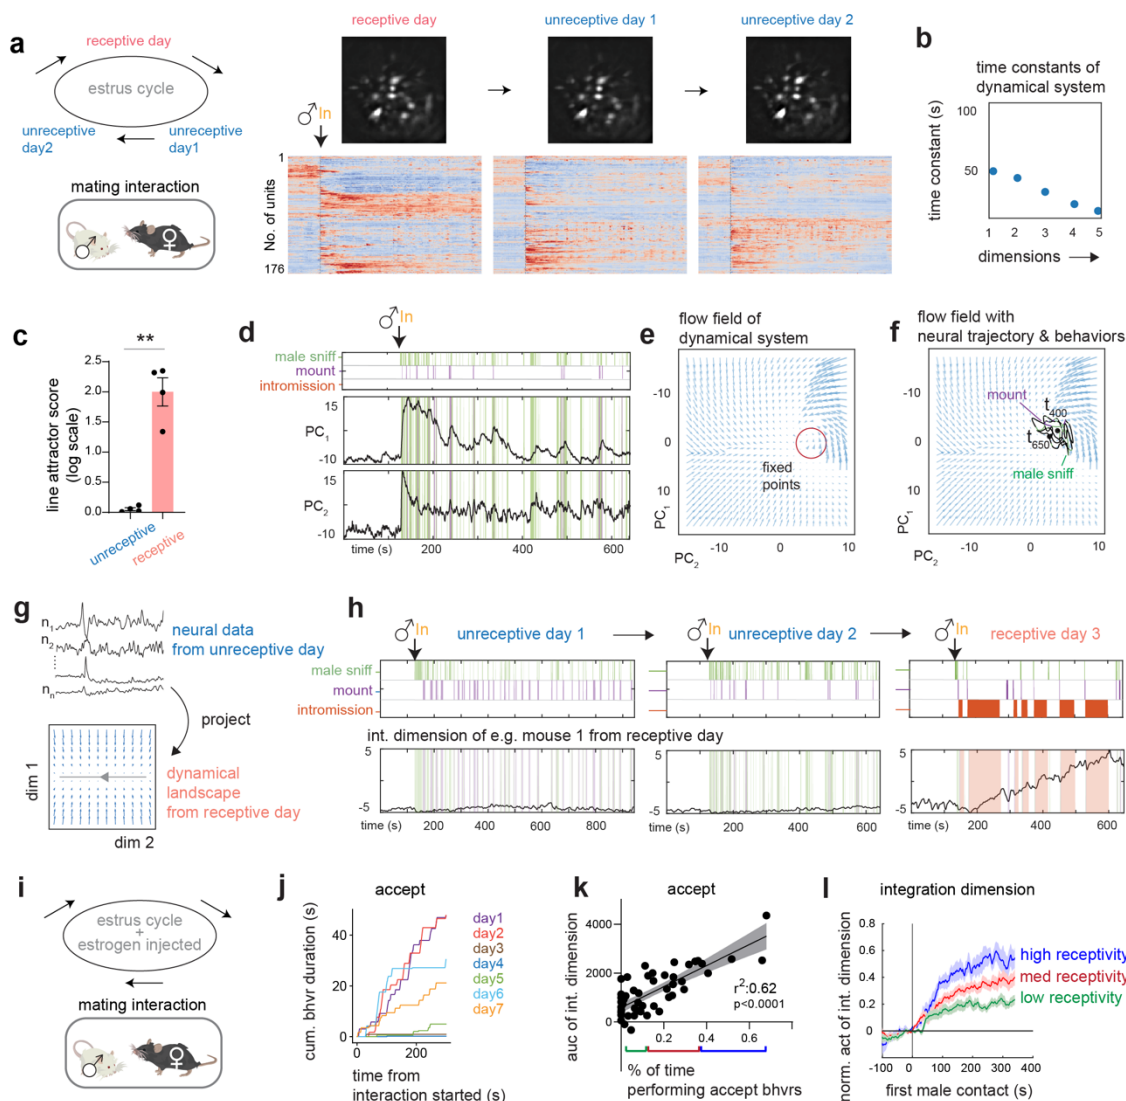 a
receptive day
estrus cycle
unreceptive
day2
unreceptive
day1
mating interaction
♂
♀
receptive day
unreceptive day 1
unreceptive day 2
♂ In
1
No. of units
176
b
time constants of
dynamical system
time constant (s)
100
50
1 2 3 4 5
dimensions
c
**
line attractor score
(log scale)
2.5
2.0
1.5
1.0
0.5
0.0
unreceptive
receptive
d
♂ In
male sniff
mount
intromission
15
PC1
-10
15
PC2
-10
time (s) 200 400 600
e
flow field of
dynamical system
-10
0
10
fixed
points
PC1
-10 0 10
PC2
f
flow field with
neural trajectory & behaviors
-10
0
10
mount
t400
t650
male sniff
PC1
-10 0 10
PC2
g
n1
n2
nn
neural data
from unreceptive day
project
dim 1
dynamical
landscape
from receptive day
dim 2
h
♂ In
unreceptive day 1
♂ In
unreceptive day 2
♂ In
receptive day 3
male sniff
mount
intromission
int. dimension of e.g. mouse 1 from receptive day
5
-5
time (s) 200 400 600 800
5
-5
time (s) 200 400 600 800
5
-5
time (s) 200 400 600
i
estrus cycle
+
estrogen injected
mating interaction
♂
♀
j
accept
cum. bhvr duration (s)
40
20
0
0 200
day1
day2
day3
day4
day5
day6
day7
time from
interaction started (s)
k
accept
auc of int. dimension
4000
2000
0
r2:0.62
p<0.0001
0.2 0.4 0.6
% of time
performing accept bhvrs
l
integration dimension
norm. act of int. dimension
0.8
0.6
0.4
0.2
0
high receptivity
med receptivity
low receptivity
-100 0 100 200 300 400
first male contact (s)